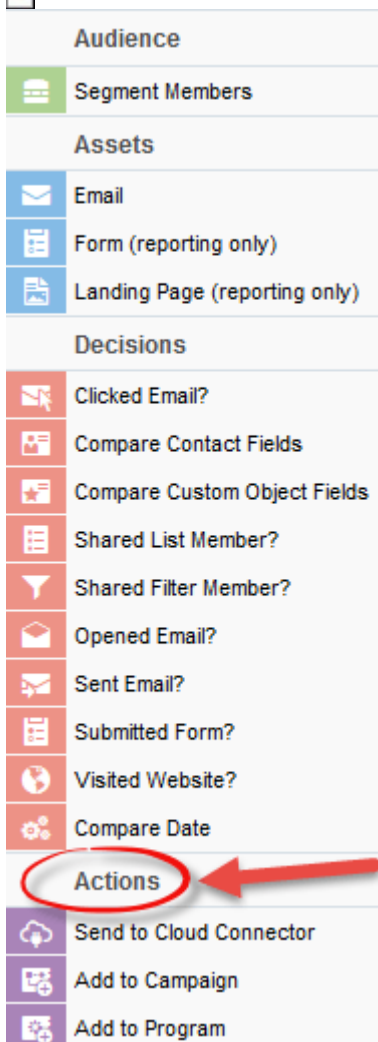 Audience
Segment Members
Assets
Email
Form (reporting only)
Landing Page (reporting only)
Decisions
Clicked Email?
Compare Contact Fields
Compare Custom Object Fields
Shared List Member?
Shared Filter Member?
Opened Email?
Sent Email?
Submitted Form?
Visited Website?
Compare Date
Actions
Send to Cloud Connector
Add to Campaign
Add to Program